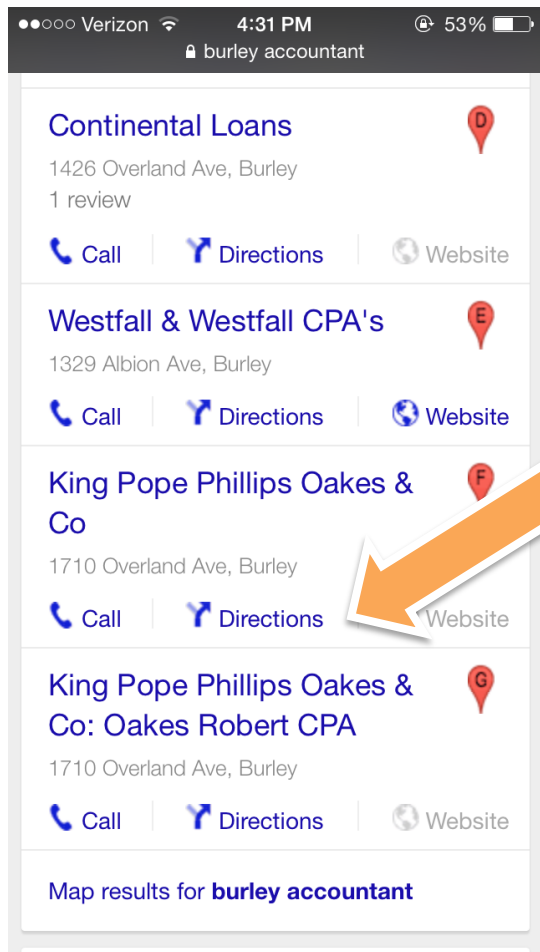 Verizon 4:31 PM 53%
burley accountant
Continental Loans
D
1426 Overland Ave, Burley
1 review
Call Directions Website
Westfall & Westfall CPA's
E
1329 Albion Ave, Burley
Call Directions Website
King Pope Phillips Oakes &
F
Co
1710 Overland Ave, Burley
Call Directions Website
King Pope Phillips Oakes &
G
Co: Oakes Robert CPA
1710 Overland Ave, Burley
Call Directions Website
Map results for burley accountant